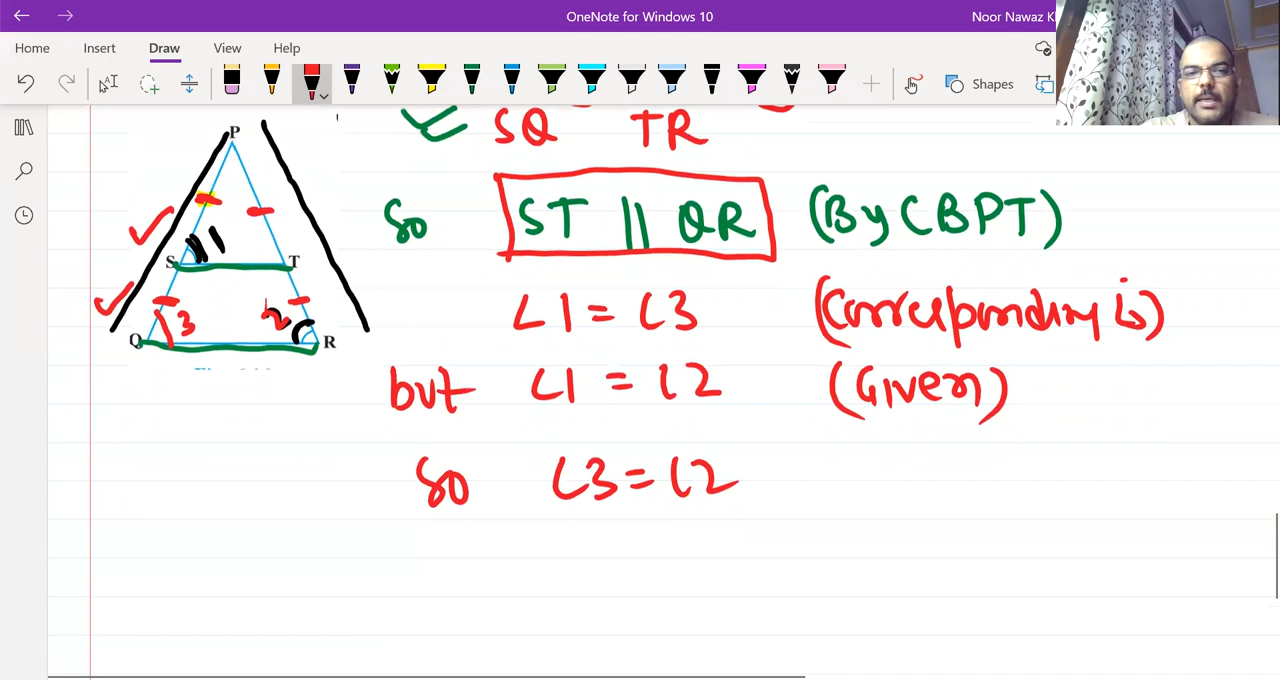 OneNote for Windows 10
Noor Nawaz K
Home Insert Draw View Help
Shapes
SQ TR
P
S T
1
Q R
3 2
so ST || QR (By CBPT)
∠1 = ∠3 (Corresponding ∠s)
but ∠1 = ∠2 (Given)
So ∠3 = ∠2